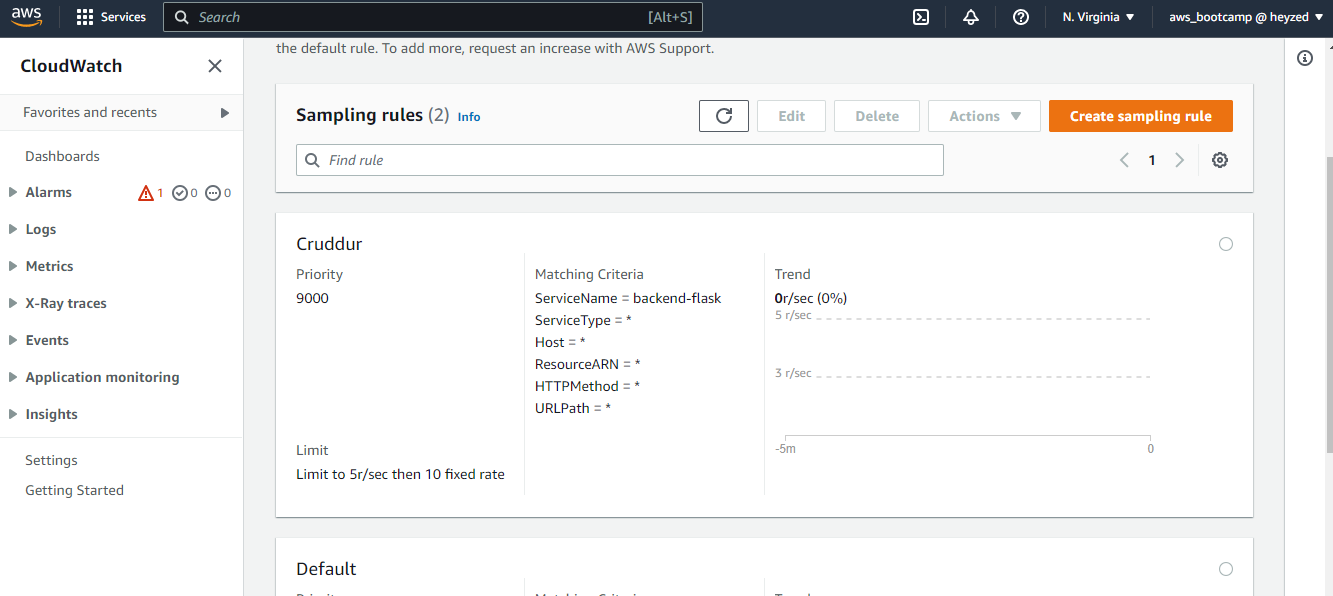 aws
Services
Search
[Alt+S]
N. Virginia
aws_bootcamp @ heyzed
CloudWatch
Favorites and recents
Dashboards
Alarms
1
0
0
Logs
Metrics
X-Ray traces
Events
Application monitoring
Insights
Settings
Getting Started
the default rule. To add more, request an increase with AWS Support.
Sampling rules (2) Info
Edit
Delete
Actions
Create sampling rule
Find rule
1
Cruddur
Priority
9000
Limit
Limit to 5r/sec then 10 fixed rate
Matching Criteria
ServiceName = backend-flask
ServiceType = *
Host = *
ResourceARN = *
HTTPMethod = *
URLPath = *
Trend
0r/sec (0%)
5 r/sec
3 r/sec
-5m
0
Default